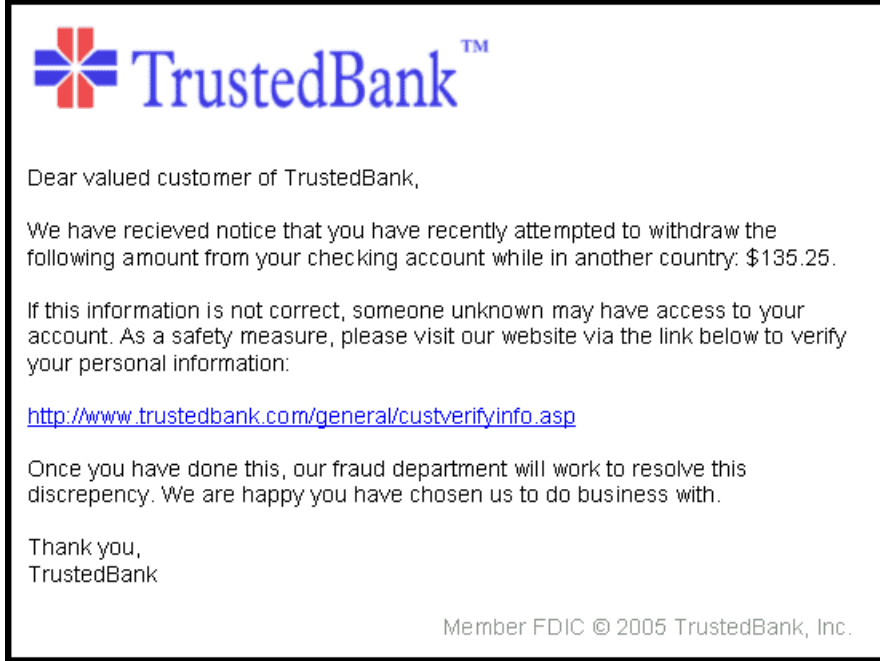 TrustedBank™
Dear valued customer of TrustedBank,
We have recieved notice that you have recently attempted to withdraw the
following amount from your checking account while in another country: $135.25.
If this information is not correct, someone unknown may have access to your
account. As a safety measure, please visit our website via the link below to verify
your personal information:
http://www.trustedbank.com/general/custverifyinfo.asp
Once you have done this, our fraud department will work to resolve this
discrepency. We are happy you have chosen us to do business with.
Thank you,
TrustedBank
Member FDIC © 2005 TrustedBank, Inc.